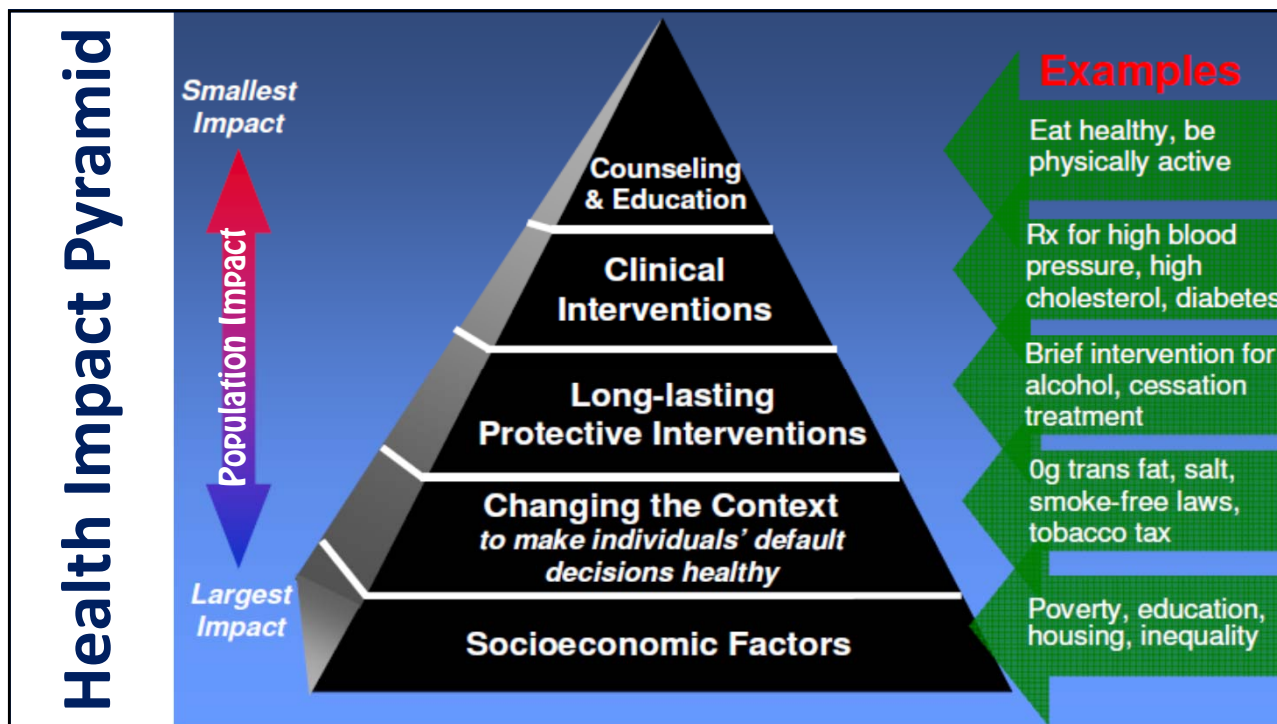 Health Impact Pyramid
Smallest
Impact
Population Impact
Largest
Impact
Counseling
& Education
Clinical
Interventions
Long-lasting
Protective Interventions
Changing the Context
to make individuals' default
decisions healthy
Socioeconomic Factors
Examples
Eat healthy, be
physically active
Rx for high blood
pressure, high
cholesterol, diabetes
Brief intervention for
alcohol, cessation
treatment
0g trans fat, salt,
smoke-free laws,
tobacco tax
Poverty, education,
housing, inequality